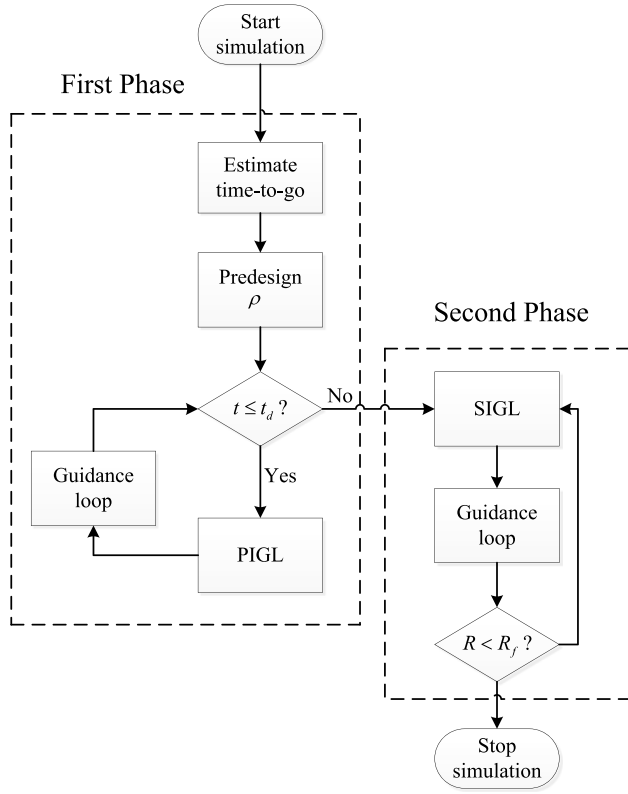 Start
simulation
First Phase
Estimate
time-to-go
Predesign
ρ
t ≤ t_d ?
No
Yes
Guidance
loop
PIGL
Second Phase
SIGL
Guidance
loop
R < R_f ?
Stop
simulation